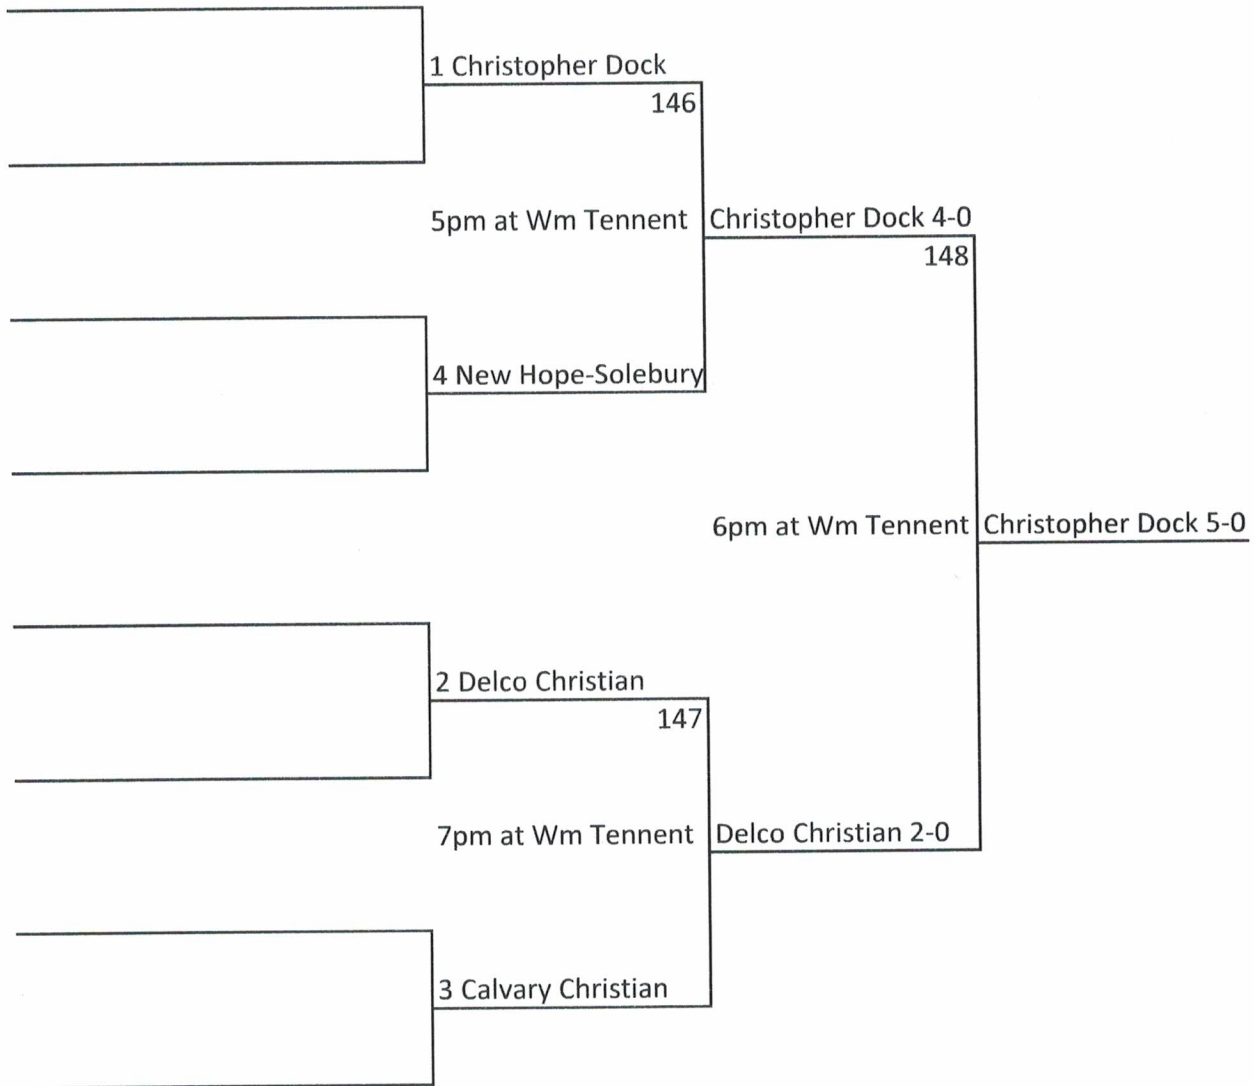 1 Christopher Dock
146
5pm at Wm Tennent
Christopher Dock 4-0
148
4 New Hope-Solebury
6pm at Wm Tennent
Christopher Dock 5-0
2 Delco Christian
147
7pm at Wm Tennent
Delco Christian 2-0
3 Calvary Christian